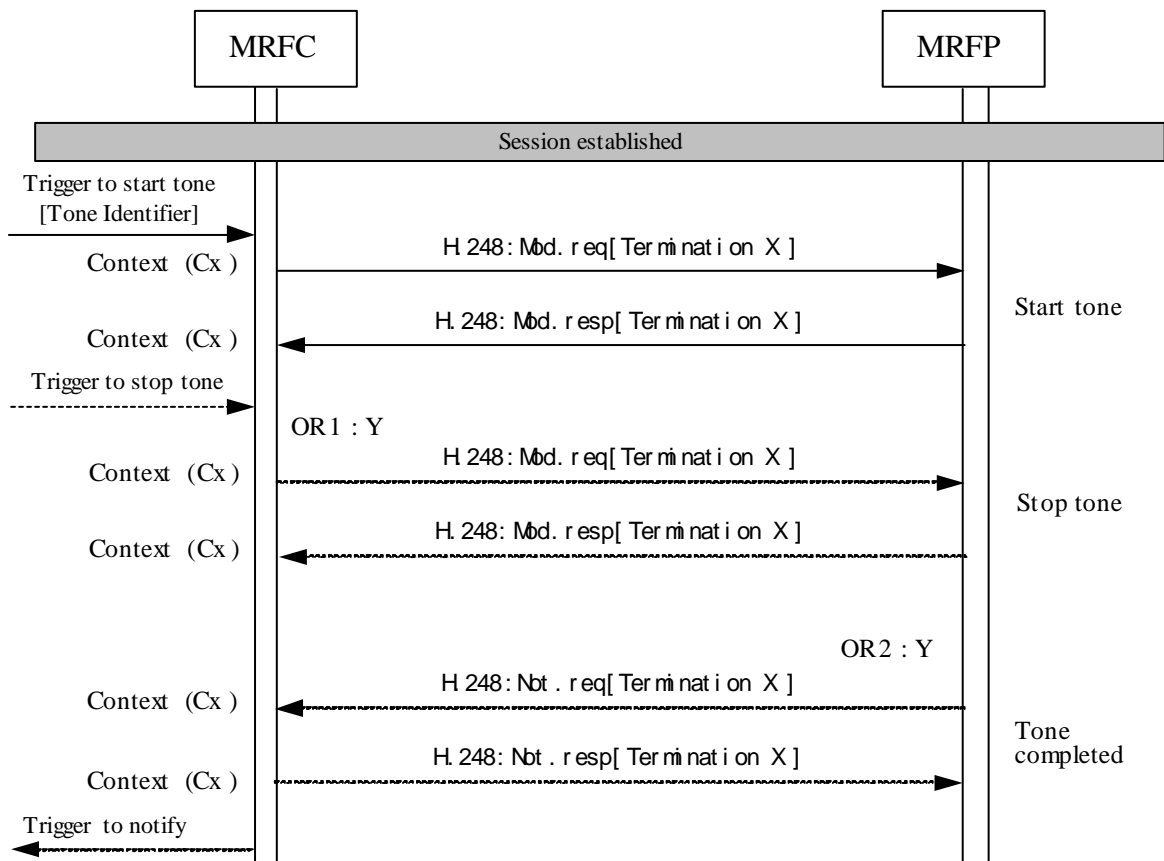 MRFC
MRFP
Session established
Trigger to start tone
[Tone Identifier]
Context (Cx )
H.248: Mod. req[Termination X]
Start tone
H.248: Mod. resp[Termination X]
Context (Cx )
Trigger to stop tone
OR1 : Y
Context (Cx )
H.248: Mod. req[Termination X]
Stop tone
H.248: Mod. resp[Termination X]
Context (Cx )
OR2 : Y
H.248: Not. req[Termination X]
Context (Cx )
Tone
completed
H.248: Not. resp[Termination X]
Context (Cx )
Trigger to notify